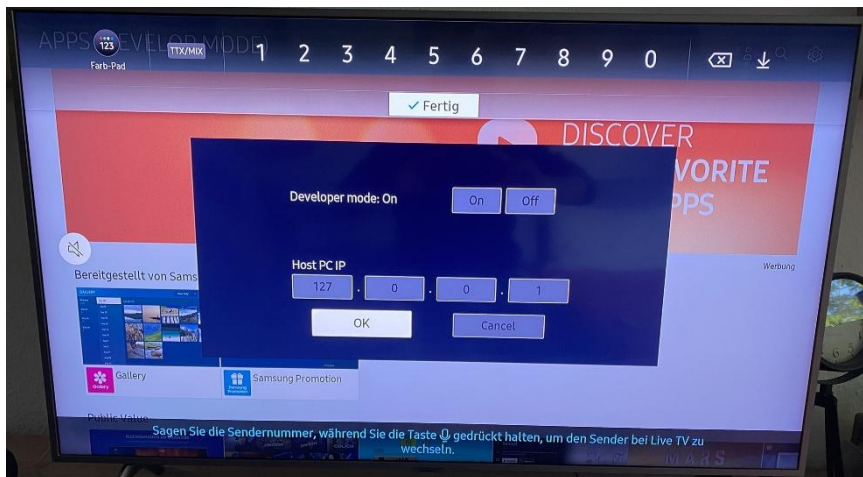 APPS (DEVELOP MODE)
123
Farb-Pad
TTX/MIX
1 2 3 4 5 6 7 8 9 0
Fertig
DISCOVER
VORITE
PPS
Developer mode: On
On
Off
Werbung
Bereitgestellt von Sams
Host PC IP
127 . 0 . 0 . 1
OK
Cancel
Gallery
Samsung Promotion
Public Value
Sagen Sie die Sendernummer, während Sie die Taste gedrückt halten, um den Sender bei Live TV zu
wechseln.
MARS